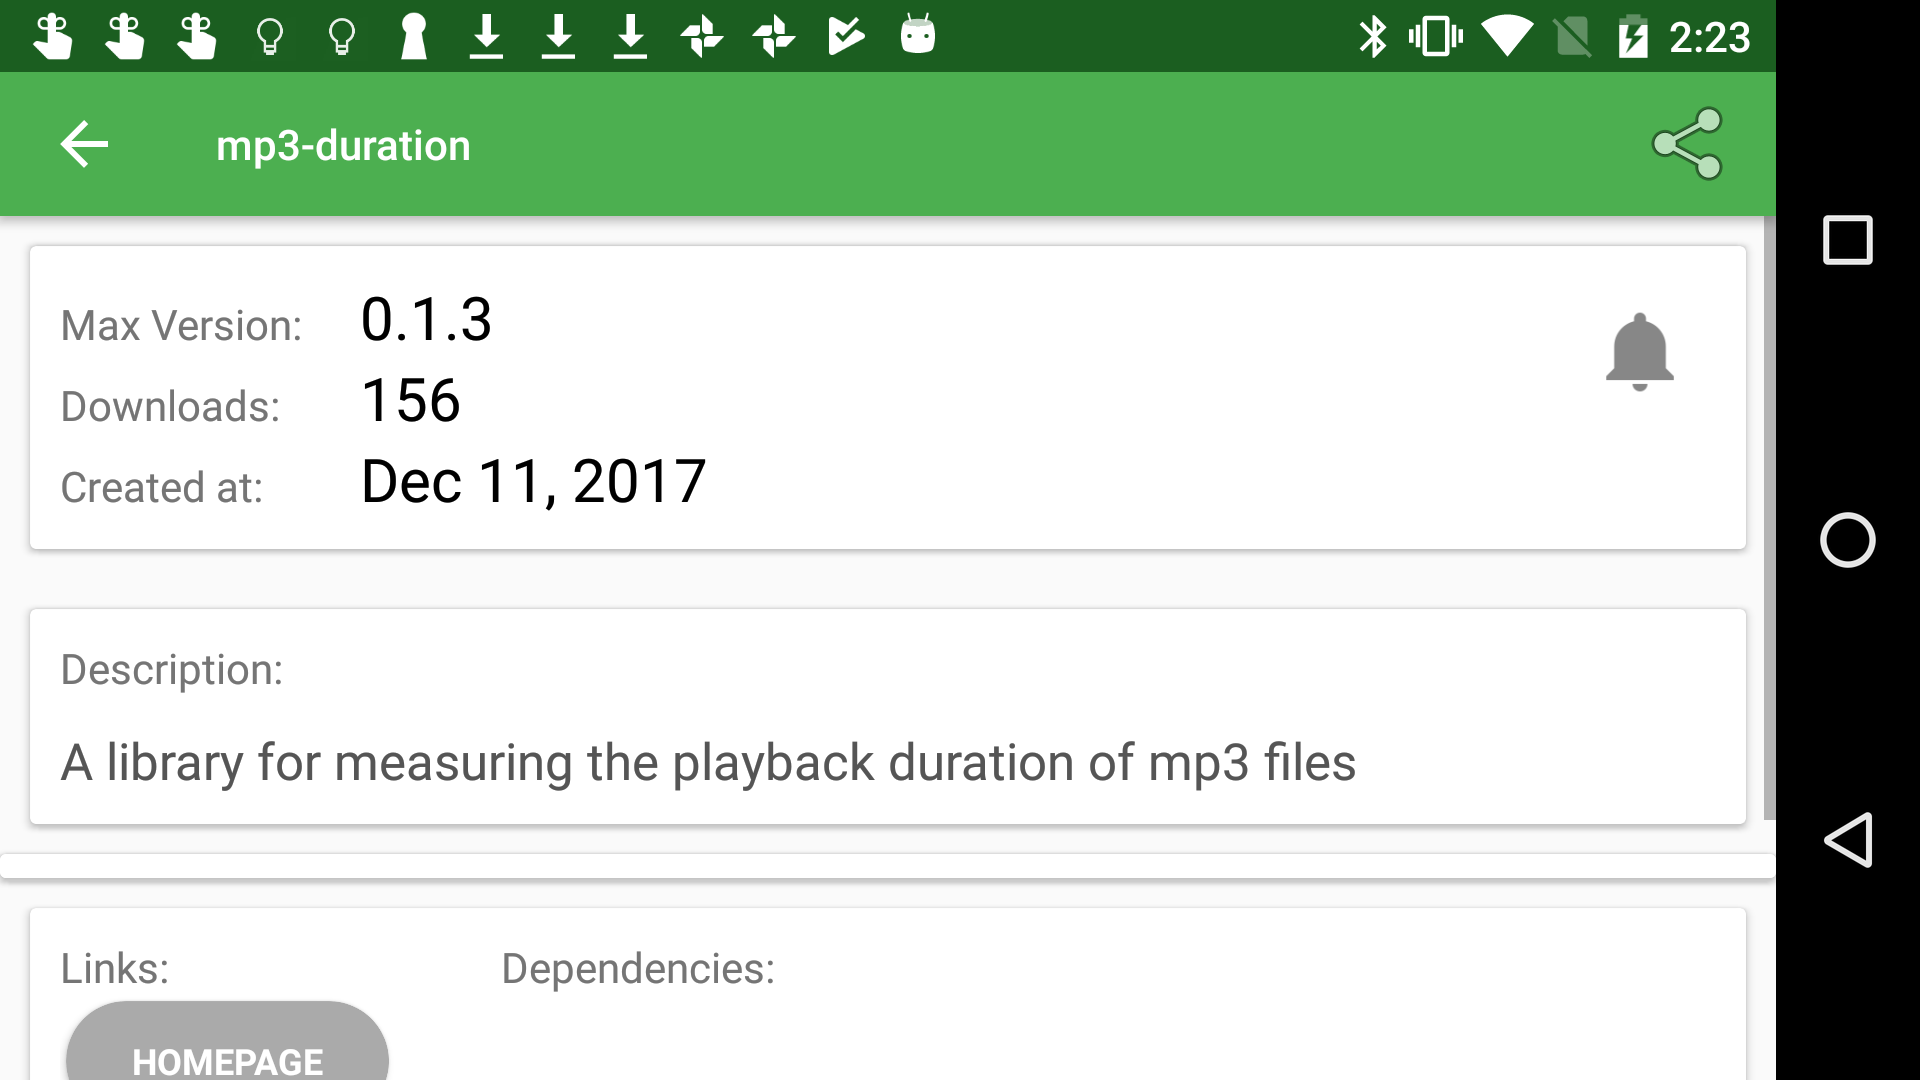 2:23
mp3-duration
Max Version: 0.1.3
Downloads: 156
Created at: Dec 11, 2017
Description:
A library for measuring the playback duration of mp3 files
Links: Dependencies:
HOMEPAGE